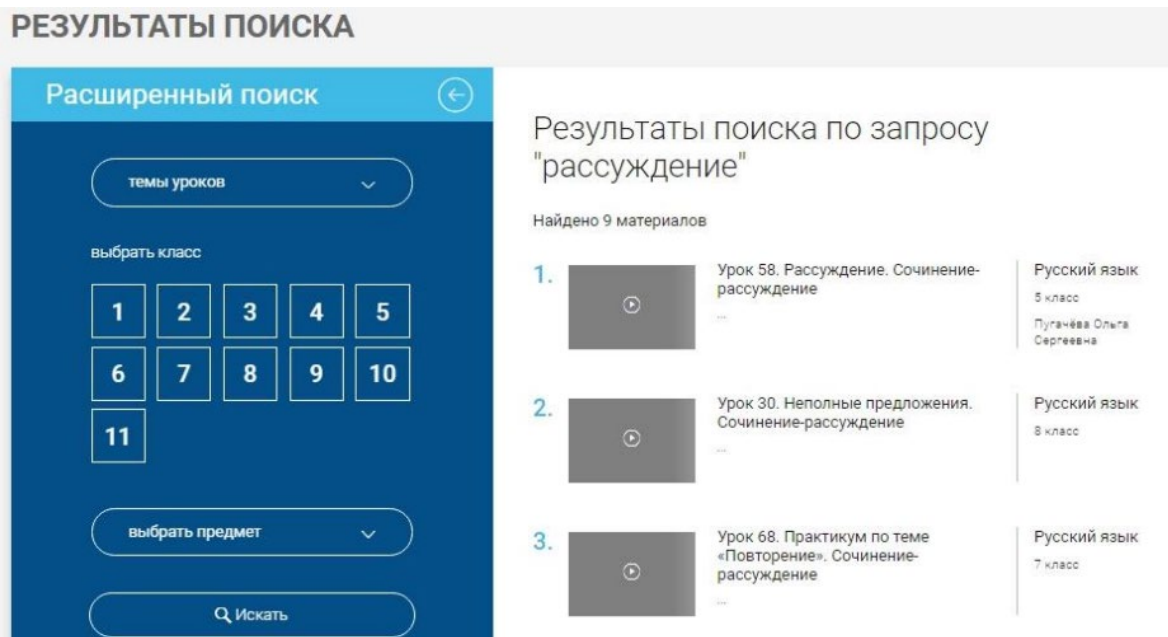 РЕЗУЛЬТАТЫ ПОИСКА
Расширенный поиск
темы уроков
выбрать класс
1 2 3 4 5
6 7 8 9 10
11
выбрать предмет
Искать
Результаты поиска по запросу
"рассуждение"
Найдено 9 материалов
1.
Урок 58. Рассуждение. Сочинение-
рассуждение
...
Русский язык
5 класс
Пугачёва Ольга
Сергеевна
2.
Урок 30. Неполные предложения.
Сочинение-рассуждение
...
Русский язык
8 класс
3.
Урок 68. Практикум по теме
«Повторение». Сочинение-
рассуждение
...
Русский язык
7 класс